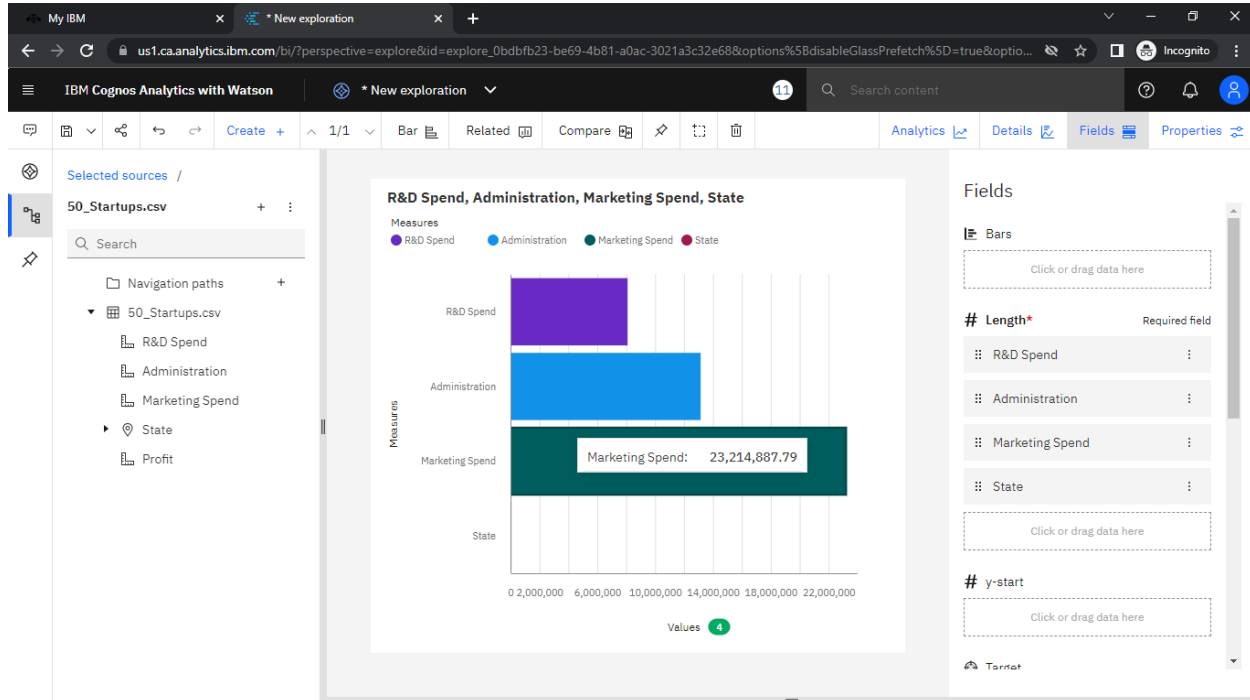 My IBM
* New exploration
us1.ca.analytics.ibm.com/bi/?perspective=explore&id=explore_0bdbfb23-be69-4b81-a0ac-3021a3c32e68&options%5BdisableGlassPrefetch%5D=true&optio...
Incognito
IBM Cognos Analytics with Watson
* New exploration
11
Search content
Create +
1/1
Bar
Related
Compare
Analytics
Details
Fields
Properties
Selected sources /
50_Startups.csv
Search
Navigation paths
50_Startups.csv
R&D Spend
Administration
Marketing Spend
State
Profit
R&D Spend, Administration, Marketing Spend, State
Measures
R&D Spend Administration Marketing Spend State
Measures
R&D Spend
Administration
Marketing Spend
State
Marketing Spend: 23,214,887.79
0 2,000,000 6,000,000 10,000,000 14,000,000 18,000,000 22,000,000
Values 4
Fields
Bars
Click or drag data here
# Length* Required field
R&D Spend
Administration
Marketing Spend
State
Click or drag data here
# y-start
Click or drag data here
Target